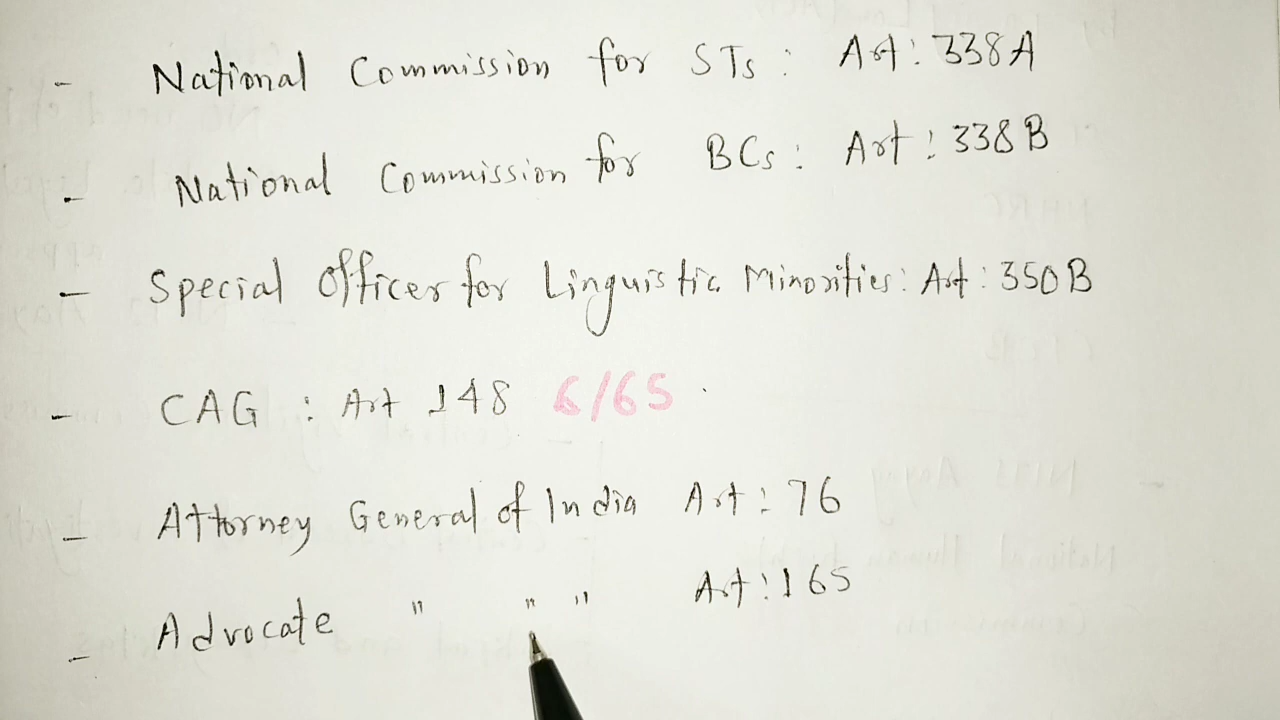 - National Commission for STs : Art: 338A
- National Commission for BCs : Art: 338B
- Special Officer for Linguistic Minorities: Art: 350B
- CAG : Art 148 6/65
- Attorney General of India Art: 76
- Advocate " " " Art: 165